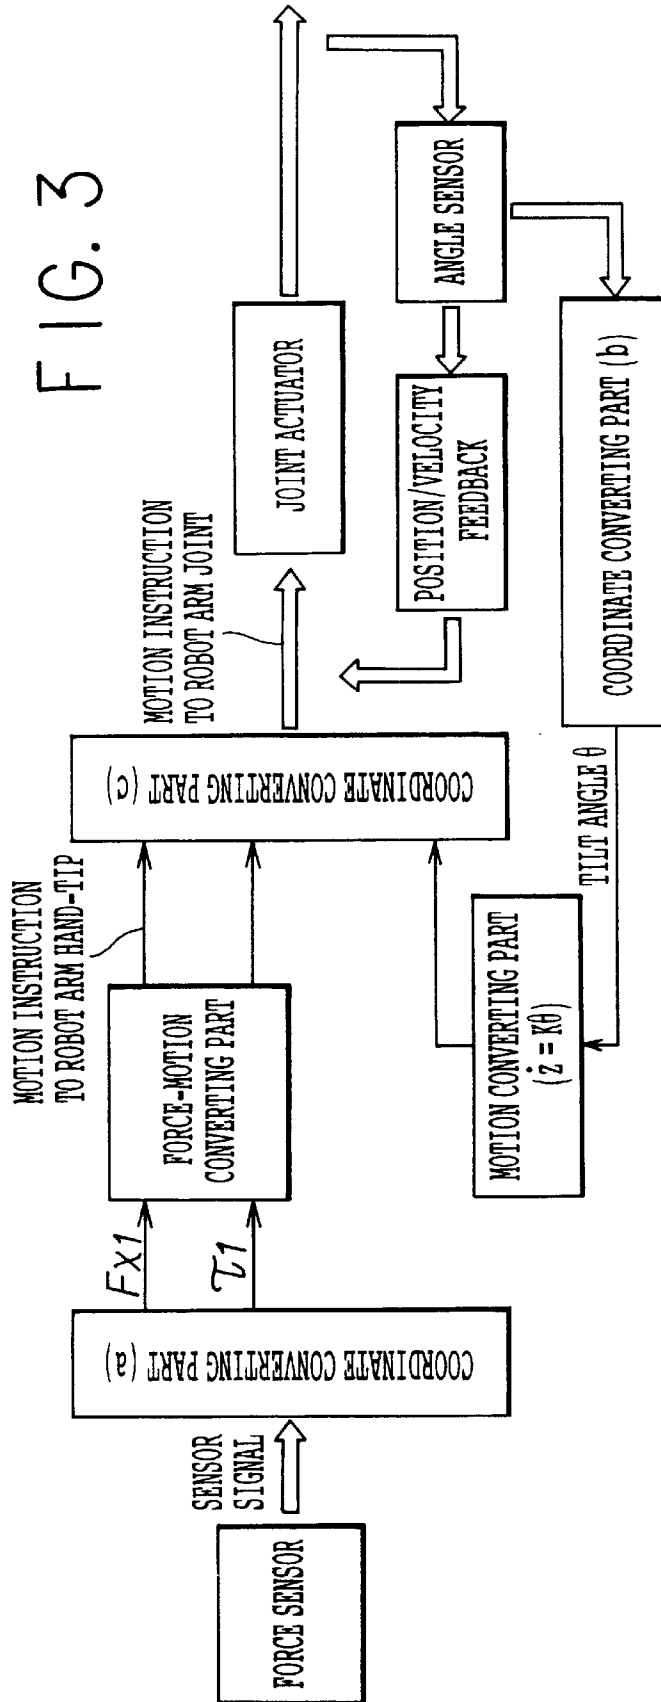 FIG. 3
FORCE SENSOR
SENSOR
SIGNAL
COORDINATE CONVERTING PART (a)
Fx1
τ1
FORCE-MOTION
CONVERTING PART
MOTION INSTRUCTION
TO ROBOT ARM HAND-TIP
COORDINATE CONVERTING PART (c)
MOTION INSTRUCTION
TO ROBOT ARM JOINT
JOINT ACTUATOR
ANGLE SENSOR
POSITION/VELOCITY
FEEDBACK
COORDINATE CONVERTING PART (b)
TILT ANGLE θ
MOTION CONVERTING PART
(ż = Kθ)